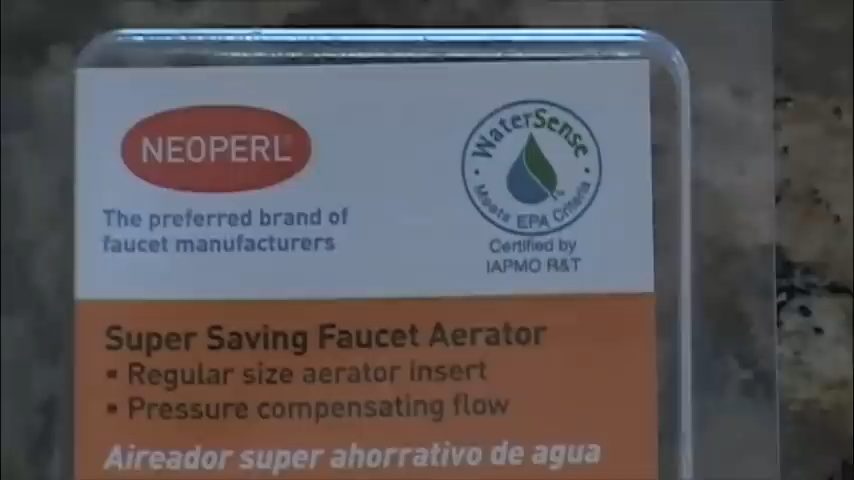 NEOPERL®
The preferred brand of
faucet manufacturers
WaterSense
Meets EPA Criteria
Certified by
IAPMO R&T
Super Saving Faucet Aerator
▪ Regular size aerator insert
▪ Pressure compensating flow
Aireador super ahorrativo de agua